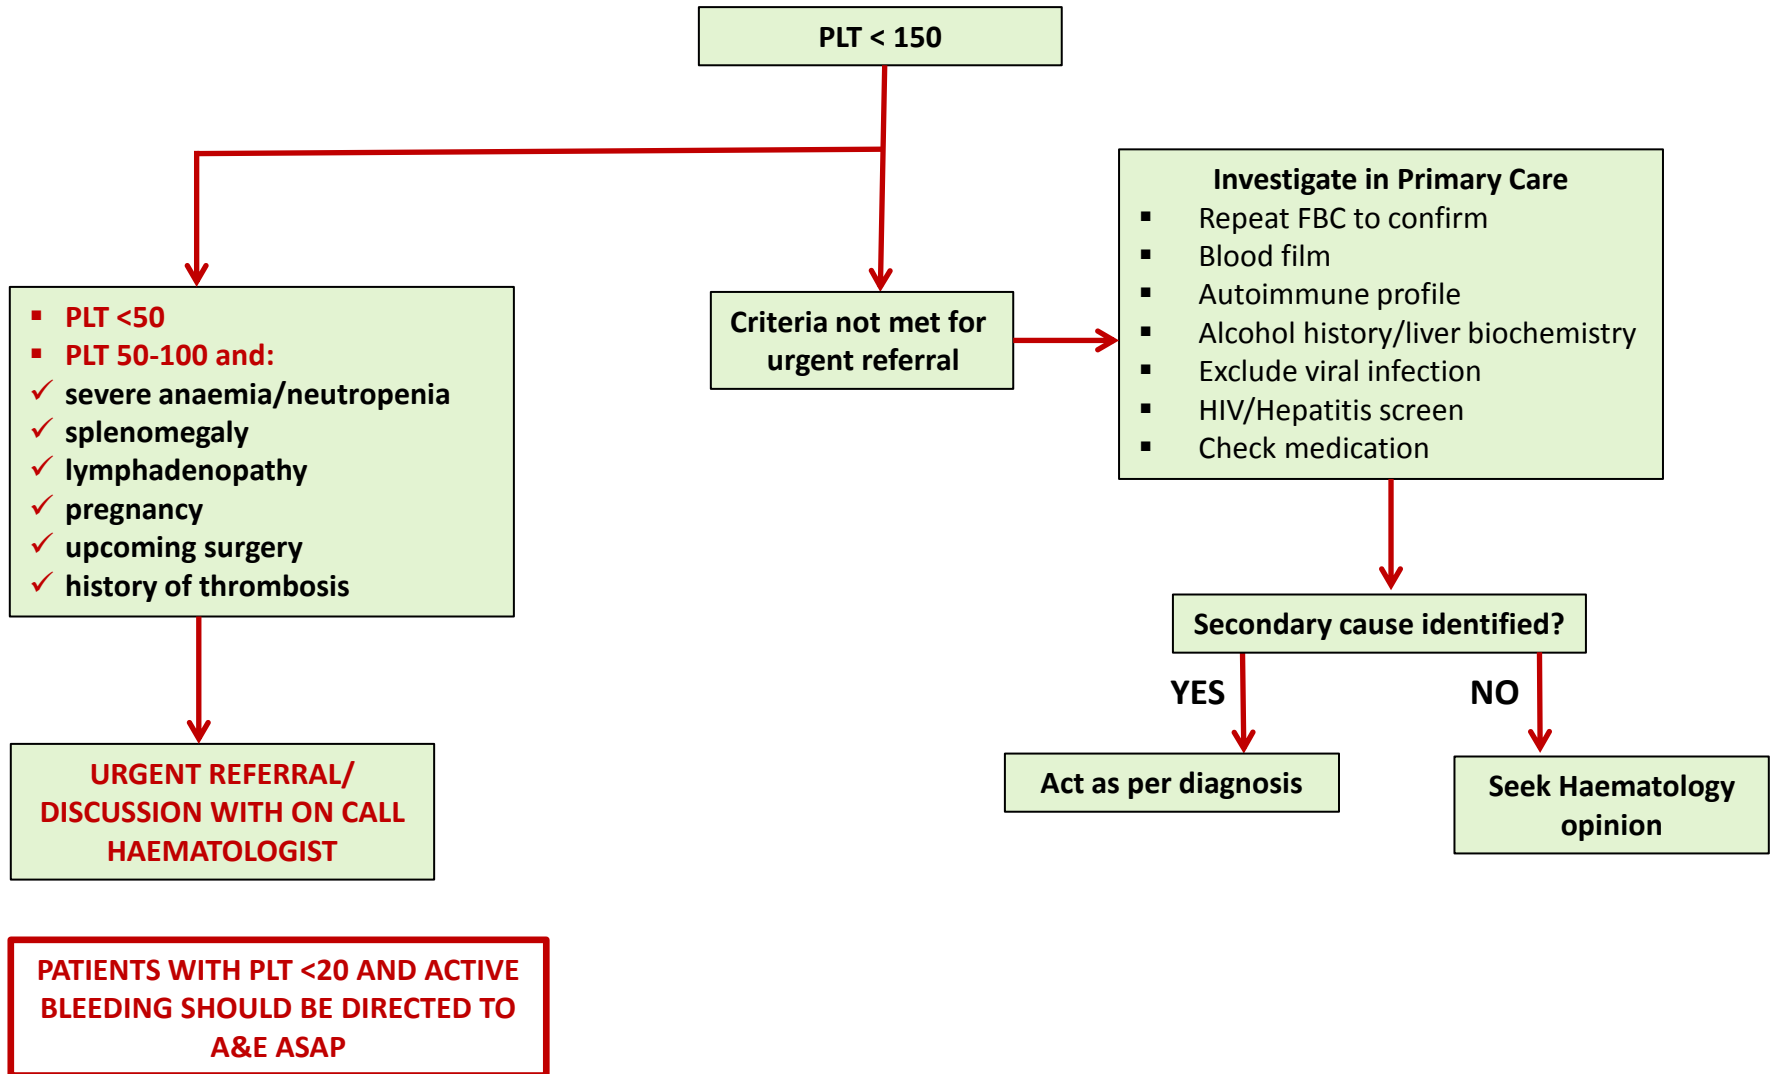 PLT < 150
▪ PLT <50
▪ PLT 50-100 and:
✓ severe anaemia/neutropenia
✓ splenomegaly
✓ lymphadenopathy
✓ pregnancy
✓ upcoming surgery
✓ history of thrombosis
URGENT REFERRAL/
DISCUSSION WITH ON CALL
HAEMATOLOGIST
PATIENTS WITH PLT <20 AND ACTIVE
BLEEDING SHOULD BE DIRECTED TO
A&E ASAP
Criteria not met for
urgent referral
Investigate in Primary Care
▪ Repeat FBC to confirm
▪ Blood film
▪ Autoimmune profile
▪ Alcohol history/liver biochemistry
▪ Exclude viral infection
▪ HIV/Hepatitis screen
▪ Check medication
Secondary cause identified?
YES
NO
Act as per diagnosis
Seek Haematology
opinion